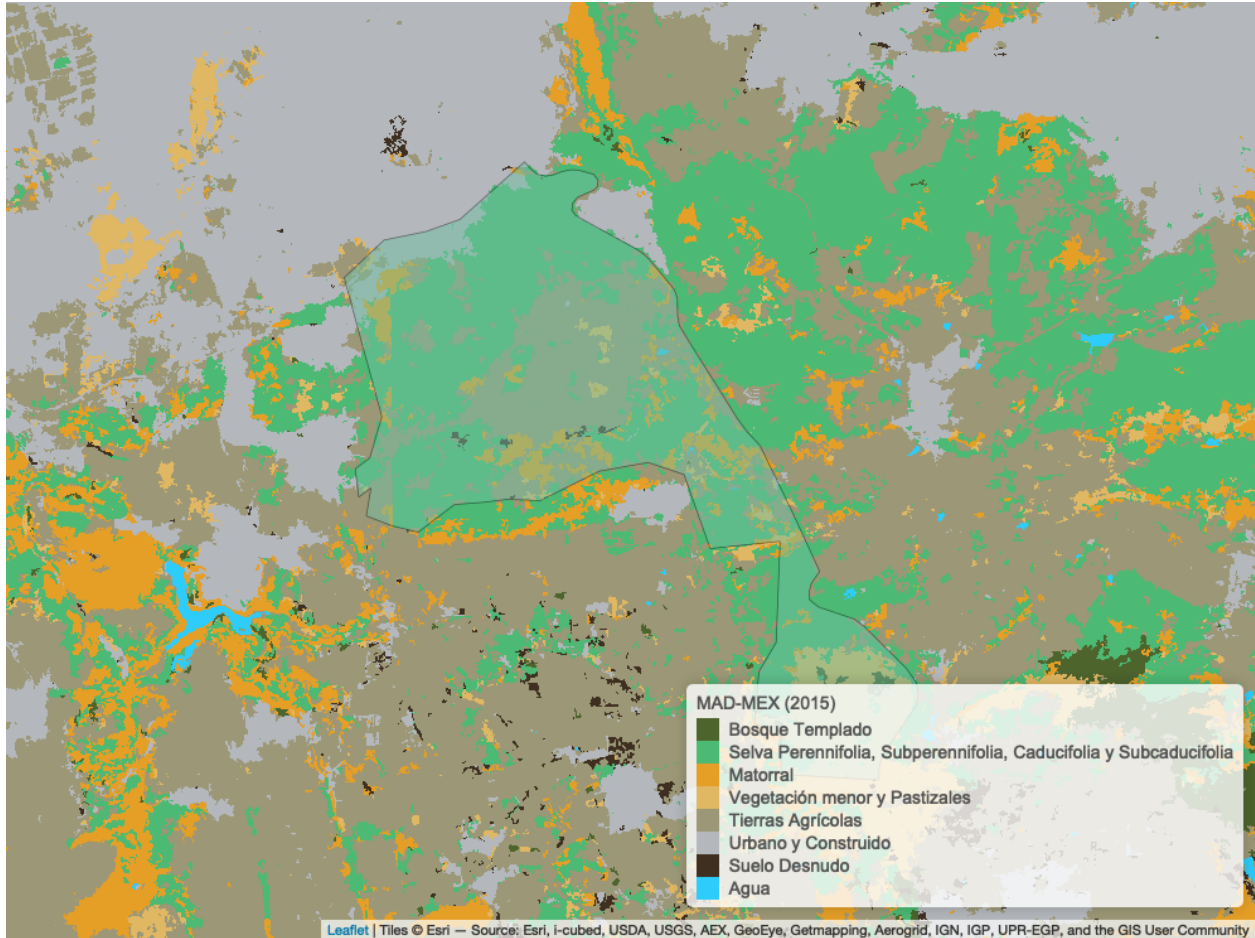 MAD-MEX (2015)
Bosque Templado
Selva Perennifolia, Subperennifolia, Caducifolia y Subcaducifolia
Matorral
Vegetación menor y Pastizales
Tierras Agrícolas
Urbano y Construido
Suelo Desnudo
Agua
Leaflet | Tiles © Esri — Source: Esri, i-cubed, USDA, USGS, AEX, GeoEye, Getmapping, Aerogrid, IGN, IGP, UPR-EGP, and the GIS User Community